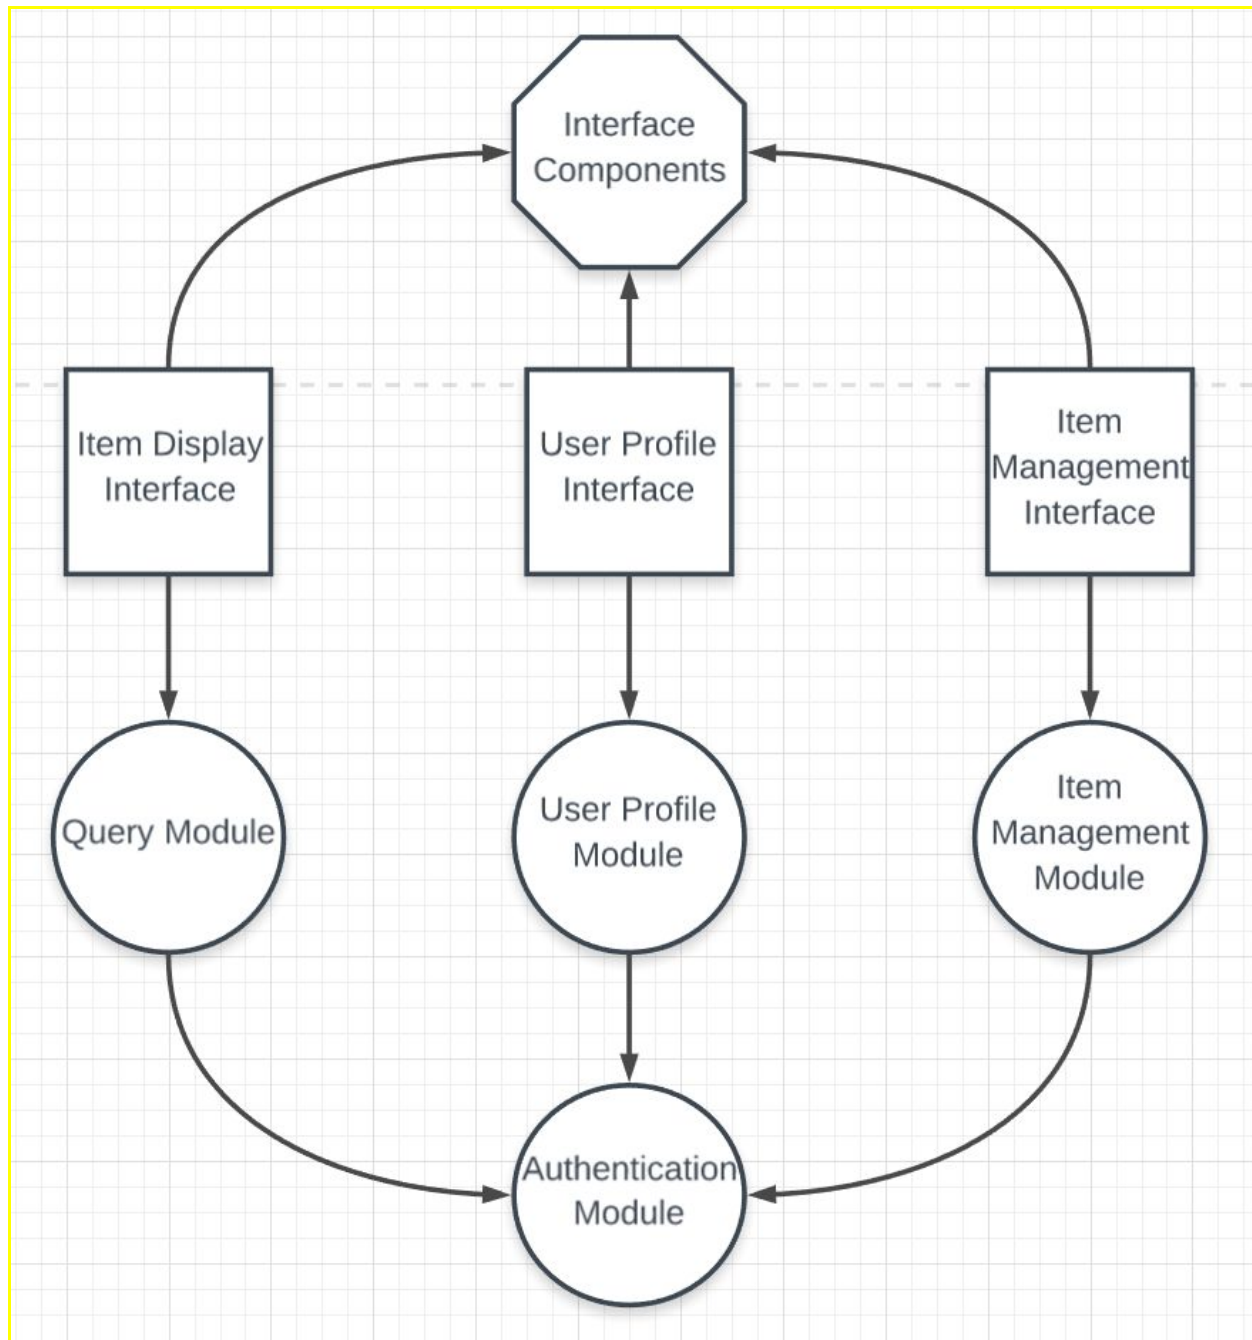 Interface
Components
Item Display
Interface
User Profile
Interface
Item
Management
Interface
Query Module
User Profile
Module
Item
Management
Module
Authentication
Module